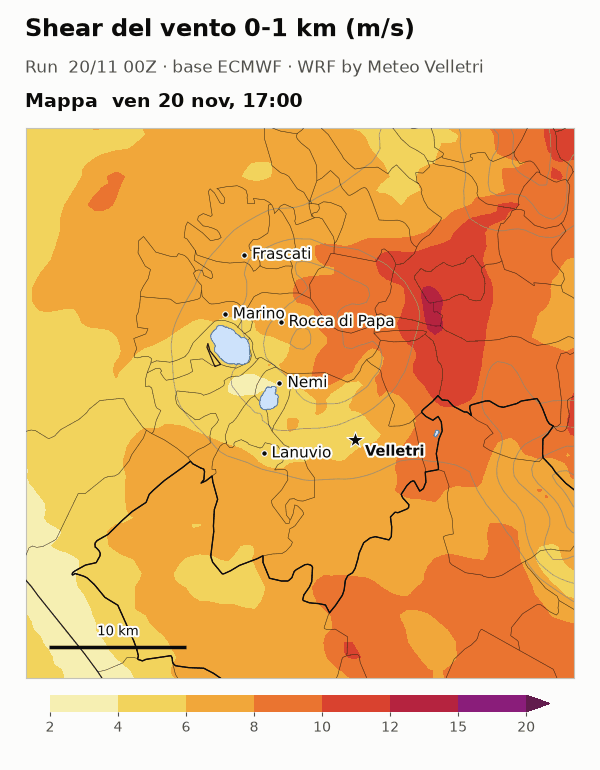 Shear del vento 0-1 km (m/s)
Run  20/11 00Z · base ECMWF · WRF by Meteo Velletri
Mappa  ven 20 nov, 17:00
Frascati
Marino
Rocca di Papa
Nemi
Velletri
Lanuvio
10 km
2 4 6 8 10 12 15 20